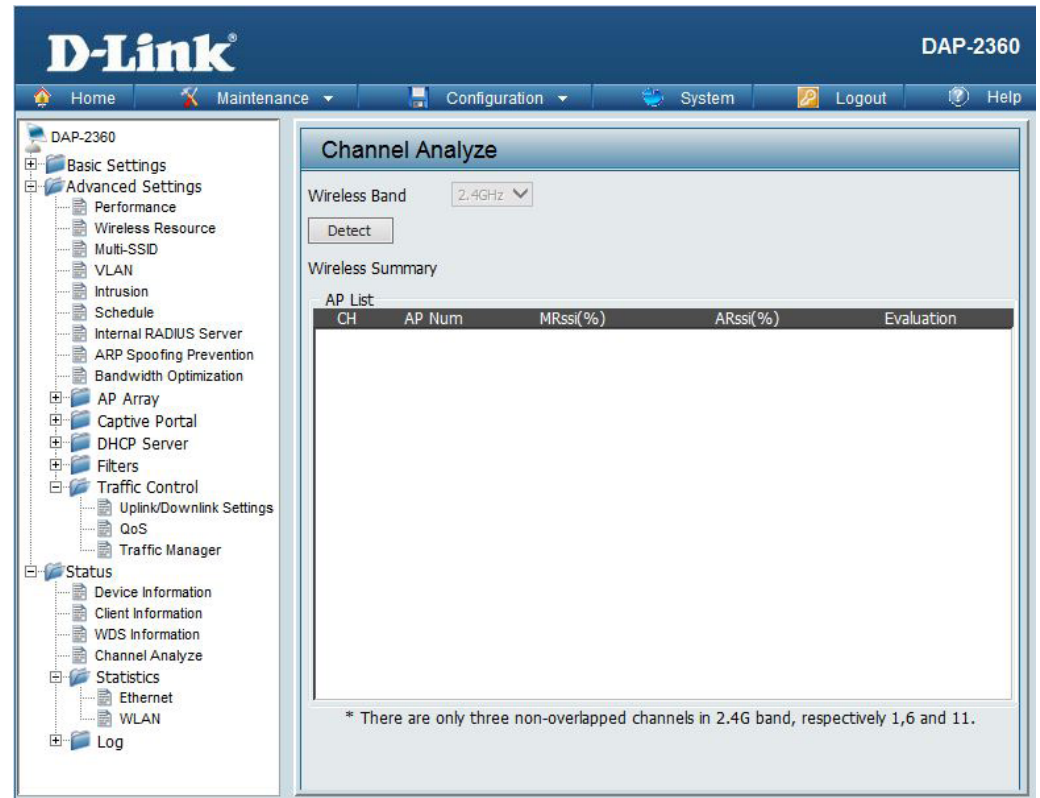 D-Link®
DAP-2360
Home Maintenance Configuration System Logout Help
DAP-2360
Basic Settings
Advanced Settings
Performance
Wireless Resource
Multi-SSID
VLAN
Intrusion
Schedule
Internal RADIUS Server
ARP Spoofing Prevention
Bandwidth Optimization
AP Array
Captive Portal
DHCP Server
Filters
Traffic Control
Uplink/Downlink Settings
QoS
Traffic Manager
Status
Device Information
Client Information
WDS Information
Channel Analyze
Statistics
Ethernet
WLAN
Log
Channel Analyze
Wireless Band 2.4GHz
Detect
Wireless Summary
AP List
CH AP Num MRssi(%) ARssi(%) Evaluation
* There are only three non-overlapped channels in 2.4G band, respectively 1,6 and 11.